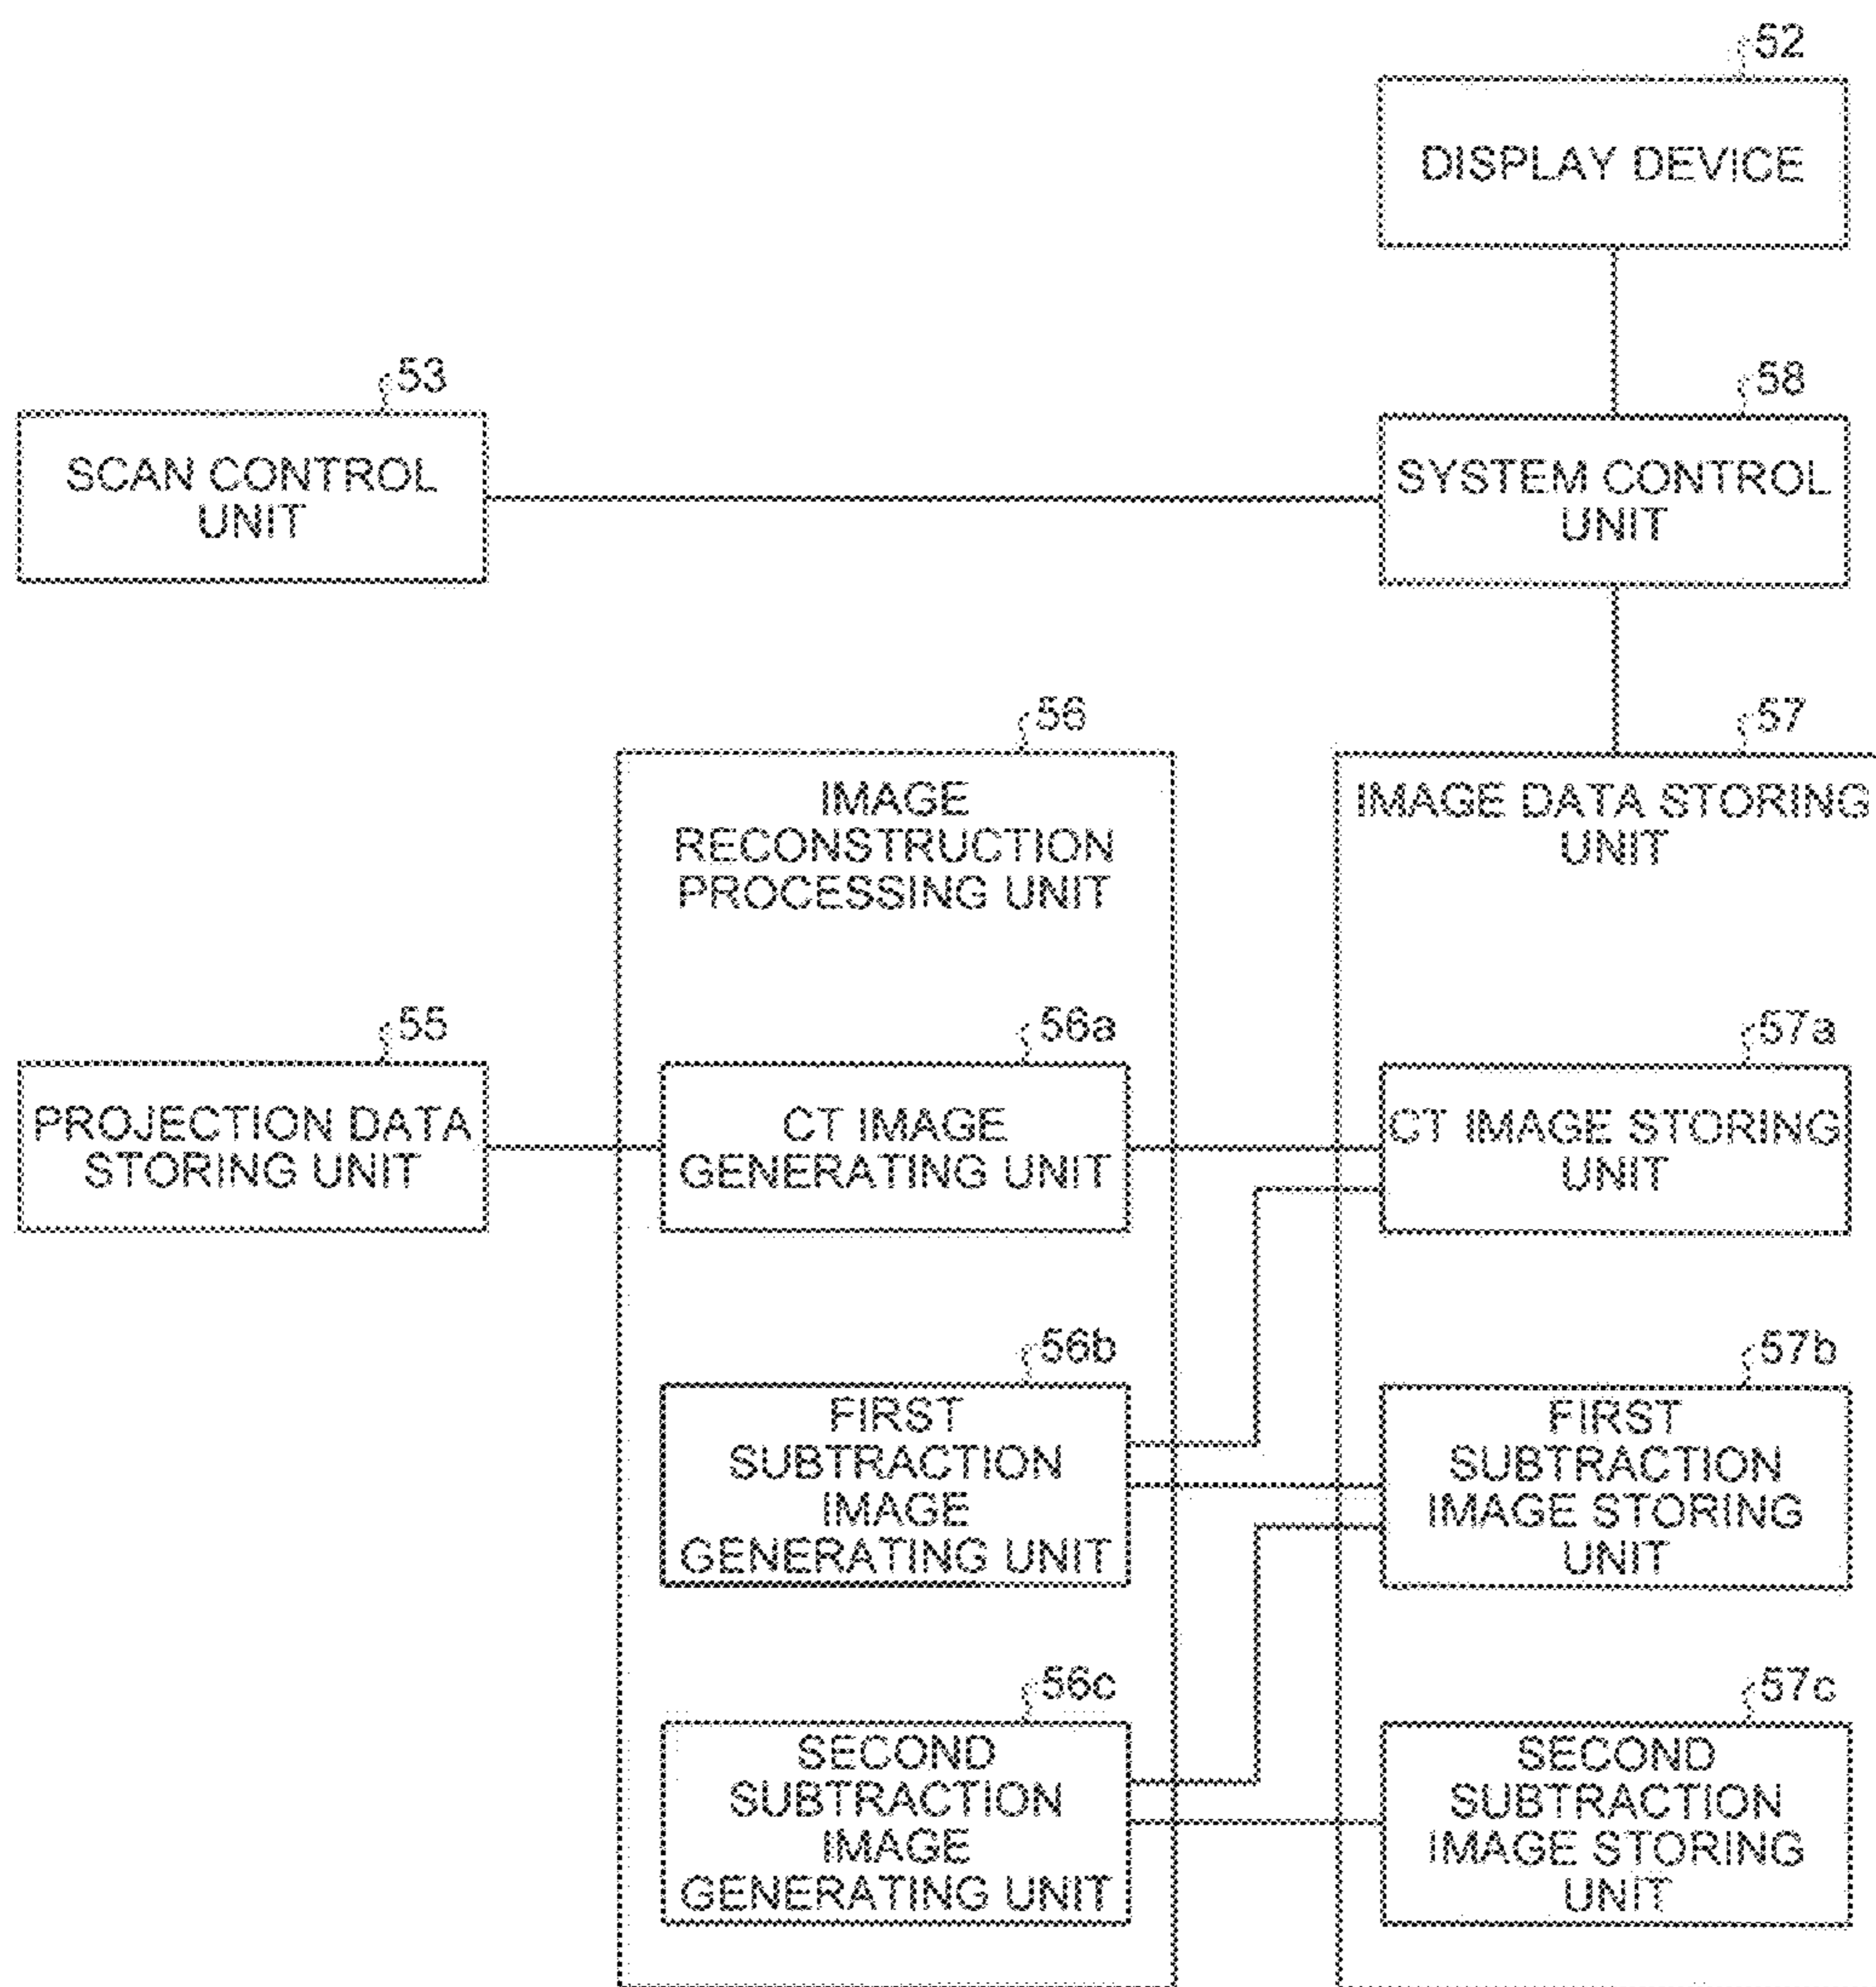 52
DISPLAY DEVICE
53
SCAN CONTROL
UNIT
58
SYSTEM CONTROL
UNIT
56
IMAGE
RECONSTRUCTION
PROCESSING UNIT
57
IMAGE DATA STORING
UNIT
55
PROJECTION DATA
STORING UNIT
56a
CT IMAGE
GENERATING UNIT
57a
CT IMAGE STORING
UNIT
56b
FIRST
SUBTRACTION
IMAGE
GENERATING UNIT
57b
FIRST
SUBTRACTION
IMAGE STORING
UNIT
56c
SECOND
SUBTRACTION
IMAGE
GENERATING UNIT
57c
SECOND
SUBTRACTION
IMAGE STORING
UNIT